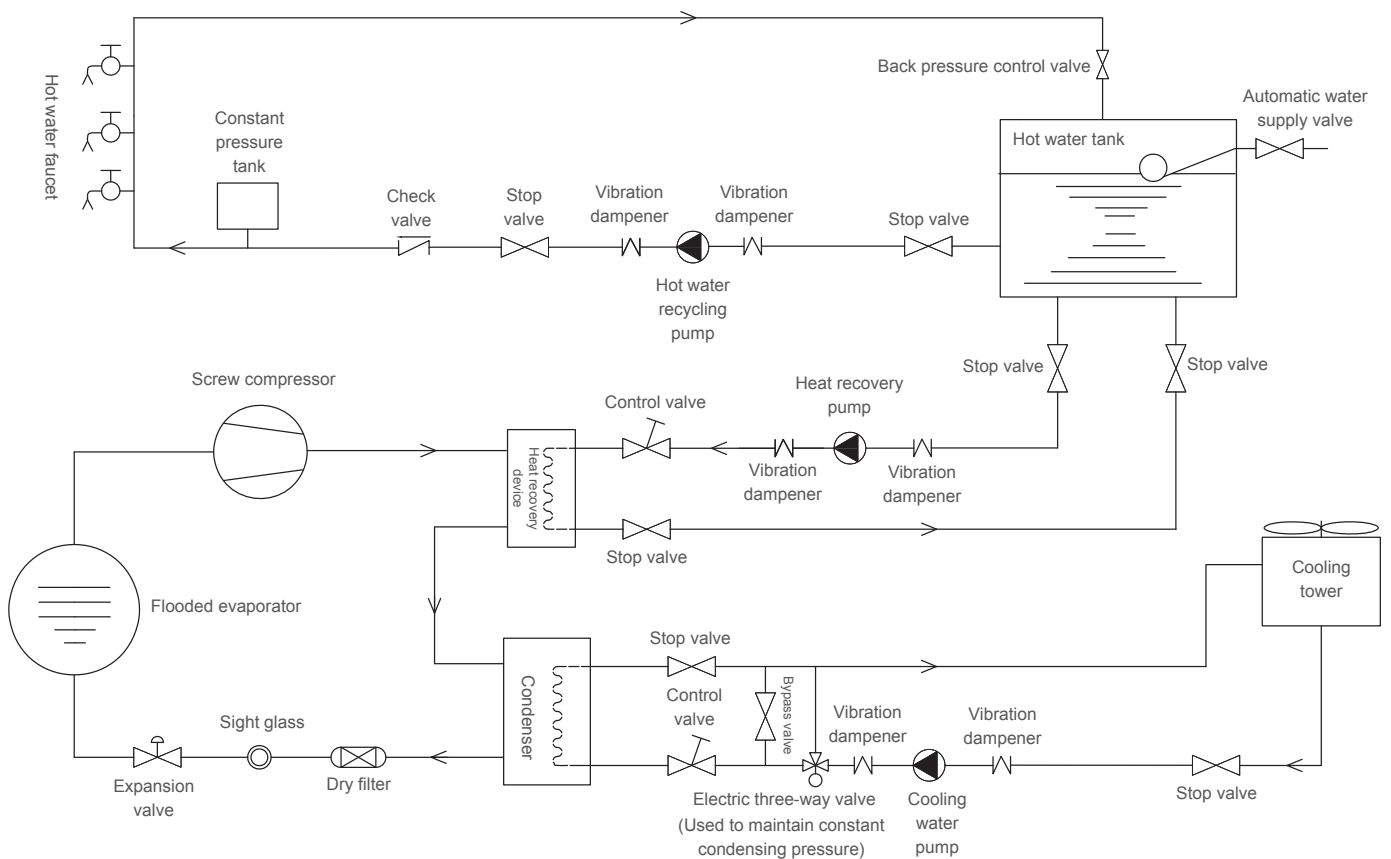 Back pressure control valve
Automatic water
supply valve
Hot water tank
Hot water faucet
Constant
pressure
tank
Check
valve
Stop
valve
Vibration
dampener
Vibration
dampener
Stop valve
Hot water
recycling
pump
Stop valve
Stop valve
Screw compressor
Control valve
Heat recovery
pump
Heat recovery
device
Vibration
dampener
Vibration
dampener
Stop valve
Cooling
tower
Flooded evaporator
Stop valve
Condenser
Control
valve
Bypass valve
Vibration
dampener
Vibration
dampener
Sight glass
Expansion
valve
Dry filter
Electric three-way valve
(Used to maintain constant
condensing pressure)
Cooling
water
pump
Stop valve